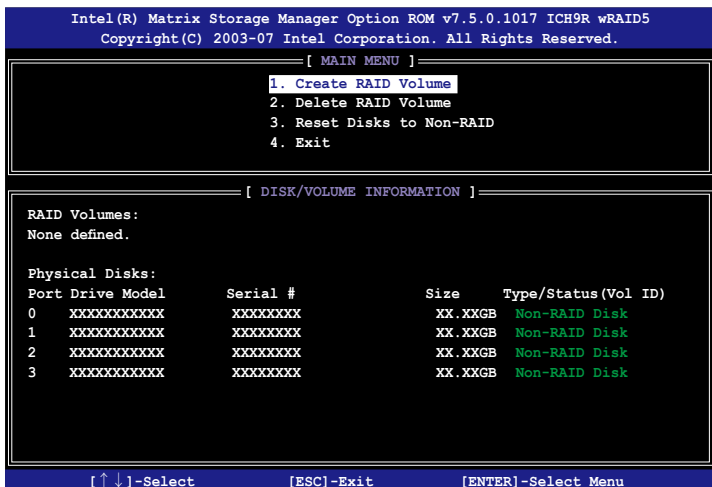 Intel(R) Matrix Storage Manager Option ROM v7.5.0.1017 ICH9R wRAID5
Copyright(C) 2003-07 Intel Corporation. All Rights Reserved.
[ MAIN MENU ]
1. Create RAID Volume
2. Delete RAID Volume
3. Reset Disks to Non-RAID
4. Exit
[ DISK/VOLUME INFORMATION ]
RAID Volumes:
None defined.
Physical Disks:
Port Drive Model Serial # Size Type/Status(Vol ID)
0 XXXXXXXXXXX XXXXXXXX XX.XXGB Non-RAID Disk
1 XXXXXXXXXXX XXXXXXXX XX.XXGB Non-RAID Disk
2 XXXXXXXXXXX XXXXXXXX XX.XXGB Non-RAID Disk
3 XXXXXXXXXXX XXXXXXXX XX.XXGB Non-RAID Disk
[↑↓]-Select [ESC]-Exit [ENTER]-Select Menu